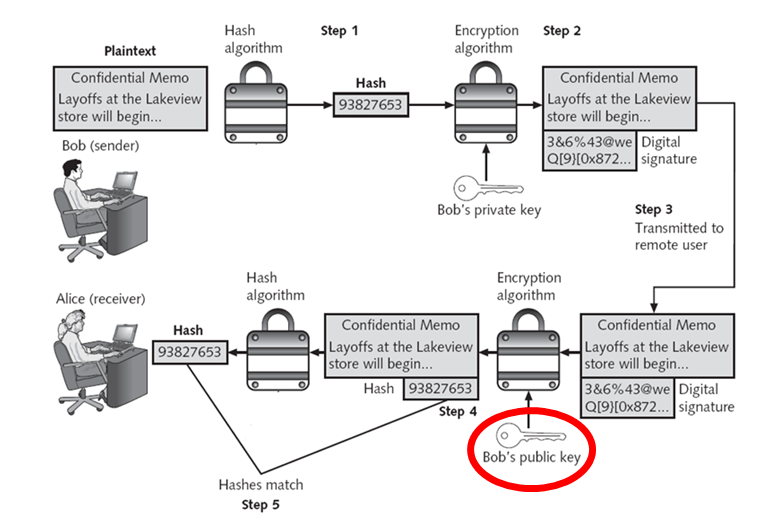 Hash
algorithm
Step 1
Encryption
algorithm
Step 2
Plaintext
Confidential Memo
Layoffs at the Lakeview
store will begin...
Hash
93827653
Confidential Memo
Layoffs at the Lakeview
store will begin...
3&6%43@we
Q[9}[0x872...
Digital
signature
Bob (sender)
Bob's private key
Step 3
Transmitted to
remote user
Alice (receiver)
Hash
algorithm
Encryption
algorithm
Hash
93827653
Confidential Memo
Layoffs at the Lakeview
store will begin...
Hash
93827653
Step 4
Confidential Memo
Layoffs at the Lakeview
store will begin...
3&6%43@we
Q[9}[0x872...
Digital
signature
Bob's public key
Hashes match
Step 5